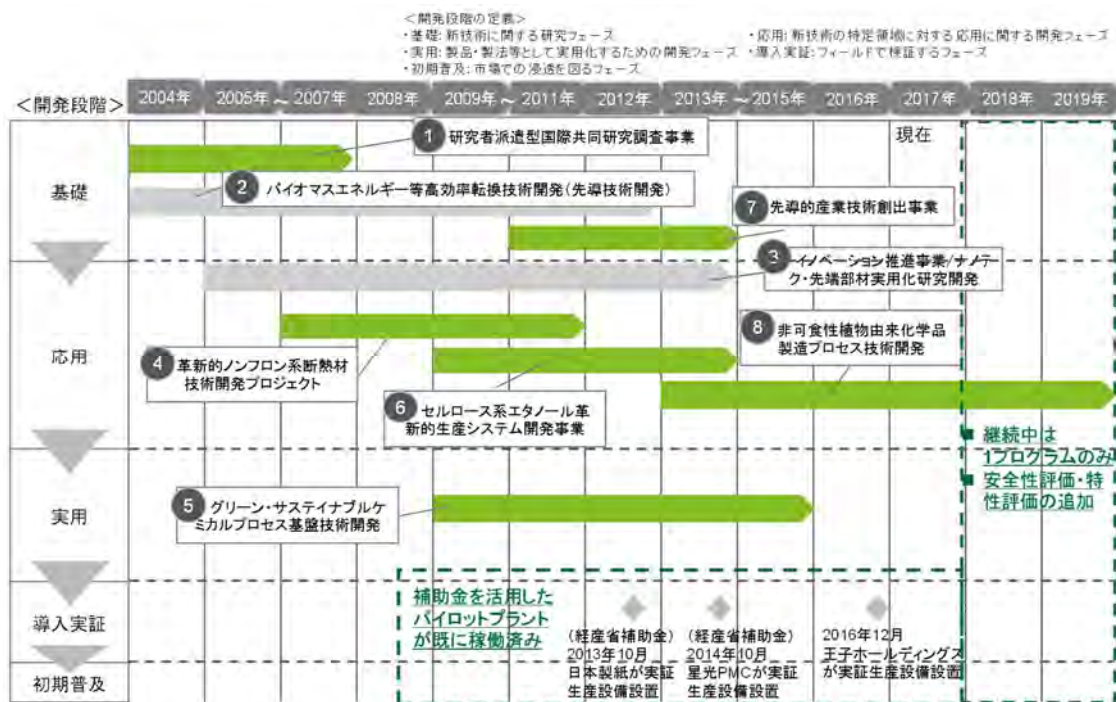 ＜開発段階の定義＞
・基礎: 新技術に関する研究フェーズ
・応用: 新技術の特定領域に対する応用に関する開発フェーズ
・実用: 製品・製法等として実用化するための開発フェーズ
・導入実証: フィールドで検証するフェーズ
・初期普及: 市場での浸透を図るフェーズ
＜開発段階＞
2004年
2005年 ～ 2007年
2008年
2009年 ～ 2011年
2012年
2013年 ～ 2015年
2016年
2017年
2018年
2019年
現在
基礎
1 研究者派遣型国際共同研究調査事業
2 バイオマスエネルギー等高効率転換技術開発(先導技術開発)
7 先導的産業技術創出事業
応用
3 イノベーション推進事業/ナノテ
ク・先端部材実用化研究開発
4 革新的ノンフロン系断熱材
技術開発プロジェクト
8 非可食性植物由来化学品
製造プロセス技術開発
6 セルロース系エタノール革
新的生産システム開発事業
■ 継続中は
1プログラムのみ
■ 安全性評価・特
性評価の追加
実用
5 グリーン・サステイナブルケ
ミカルプロセス基盤技術開発
導入実証
補助金を活用した
パイロットプラント
が既に稼働済み
(経産省補助金)
2013年10月
日本製紙が実証
生産設備設置
(経産省補助金)
2014年10月
星光PMCが実証
生産設備設置
2016年12月
王子ホールディングス
が実証生産設備設置
初期普及